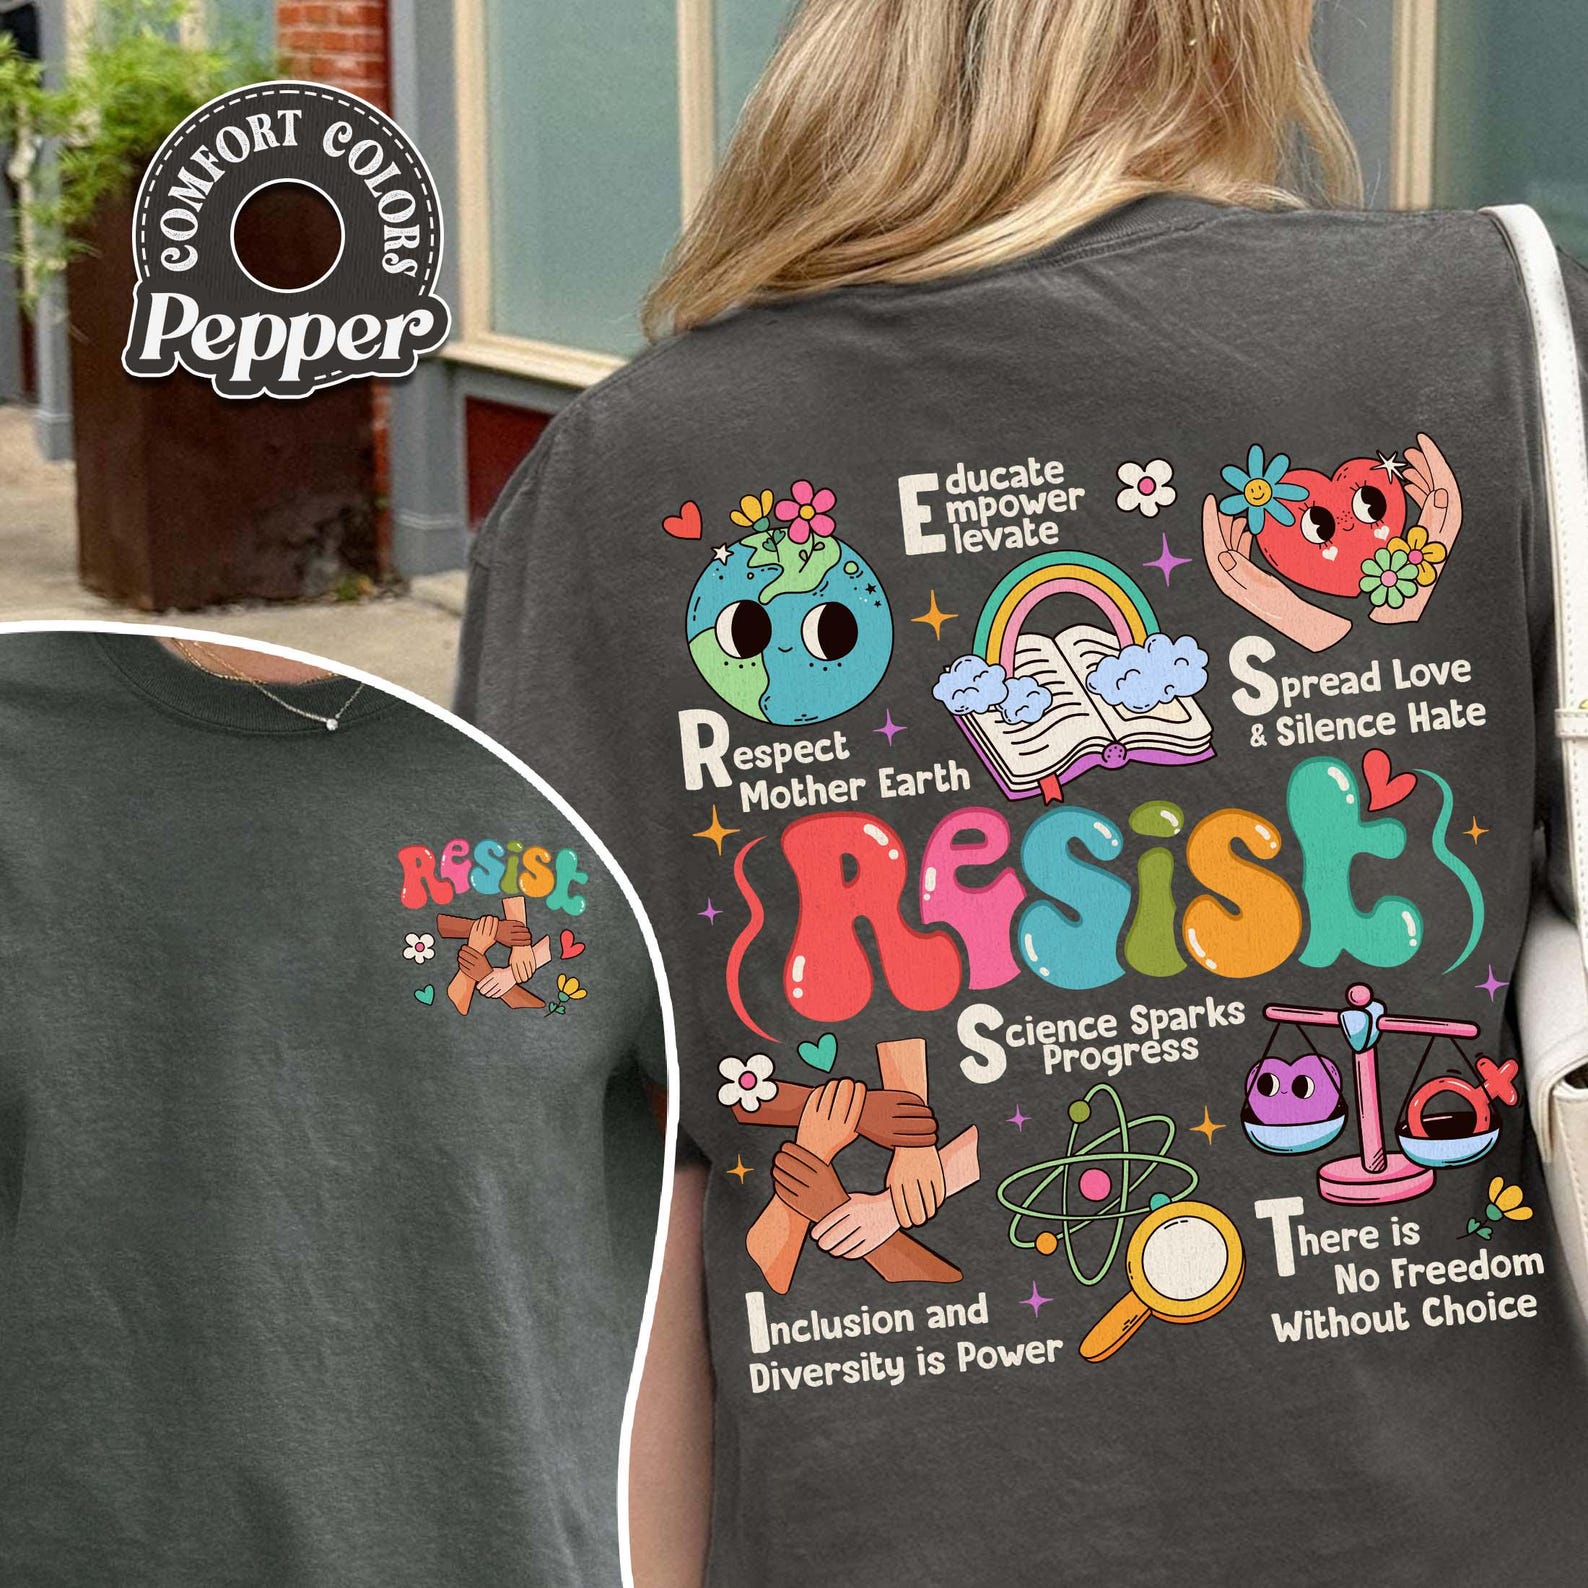 COMFORT COLORS
Pepper
Resist
Educate
Empower
Elevate
Respect
Mother Earth
Spread Love
& Silence Hate
Resist
Science Sparks
Progress
Inclusion and
Diversity is Power
There is
No Freedom
Without Choice